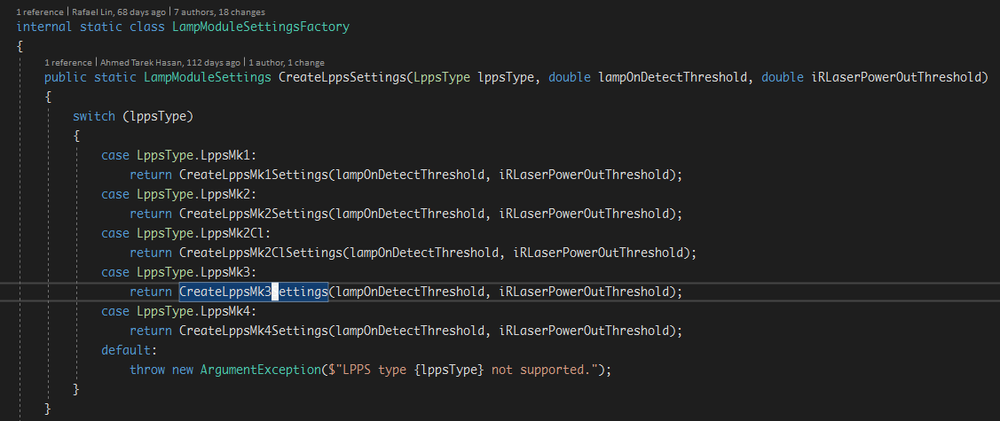 1 reference | Rafael Lin, 68 days ago | 7 authors, 18 changes
internal static class LampModuleSettingsFactory
{
1 reference | Ahmed Tarek Hasan, 112 days ago | 1 author, 1 change
public static LampModuleSettings CreateLppsSettings(LppsType lppsType, double lampOnDetectThreshold, double iRLaserPowerOutThreshold)
{
switch (lppsType)
{
case LppsType.LppsMk1:
return CreateLppsMk1Settings(lampOnDetectThreshold, iRLaserPowerOutThreshold);
case LppsType.LppsMk2:
return CreateLppsMk2Settings(lampOnDetectThreshold, iRLaserPowerOutThreshold);
case LppsType.LppsMk2Cl:
return CreateLppsMk2ClSettings(lampOnDetectThreshold, iRLaserPowerOutThreshold);
case LppsType.LppsMk3:
return CreateLppsMk3Settings(lampOnDetectThreshold, iRLaserPowerOutThreshold);
case LppsType.LppsMk4:
return CreateLppsMk4Settings(lampOnDetectThreshold, iRLaserPowerOutThreshold);
default:
throw new ArgumentException($"LPPS type {lppsType} not supported.");
}
}